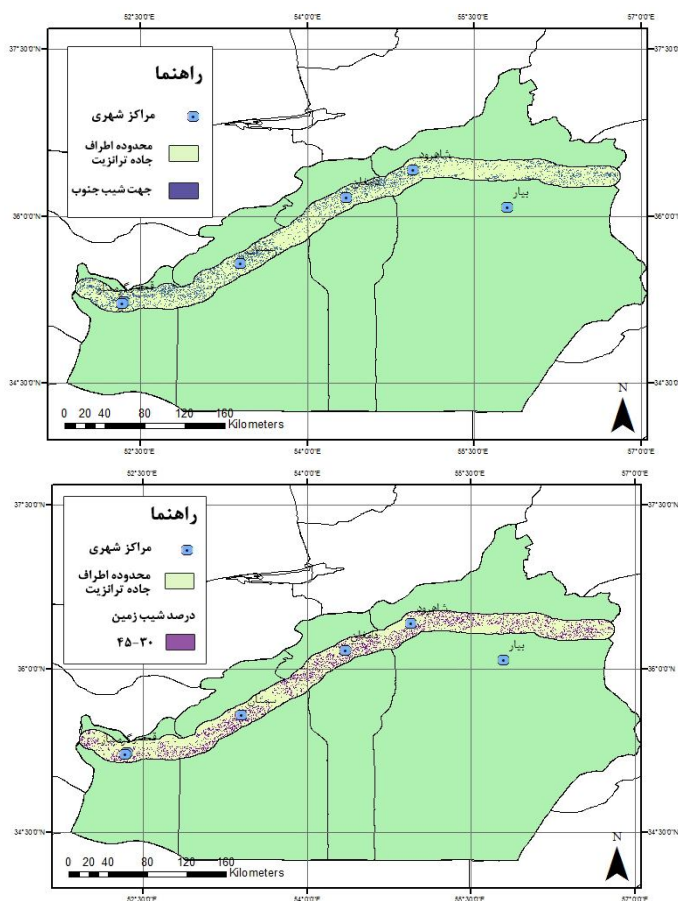 52°30'0"E 54°0'0"E 55°30'0"E 57°0'0"E
37°30'0"N 37°30'0"N
راهنما
مراکز شهری
محدوده اطراف
جاده ترانزیت
جهت شیب جنوب
شاهرود
بیار
36°0'0"N 36°0'0"N
34°30'0"N 34°30'0"N
N
0 20 40 80 120 160
Kilometers
52°30'0"E 54°0'0"E 55°30'0"E 57°0'0"E
52°30'0"E 54°0'0"E 55°30'0"E 57°0'0"E
37°30'0"N 37°30'0"N
راهنما
مراکز شهری
محدوده اطراف
جاده ترانزیت
درصد شیب زمین
۴۵-۳۰
شاهرود
دامغان
بیار
36°0'0"N 36°0'0"N
34°30'0"N 34°30'0"N
N
0 20 40 80 120 160
Kilometers
52°30'0"E 54°0'0"E 55°30'0"E 57°0'0"E